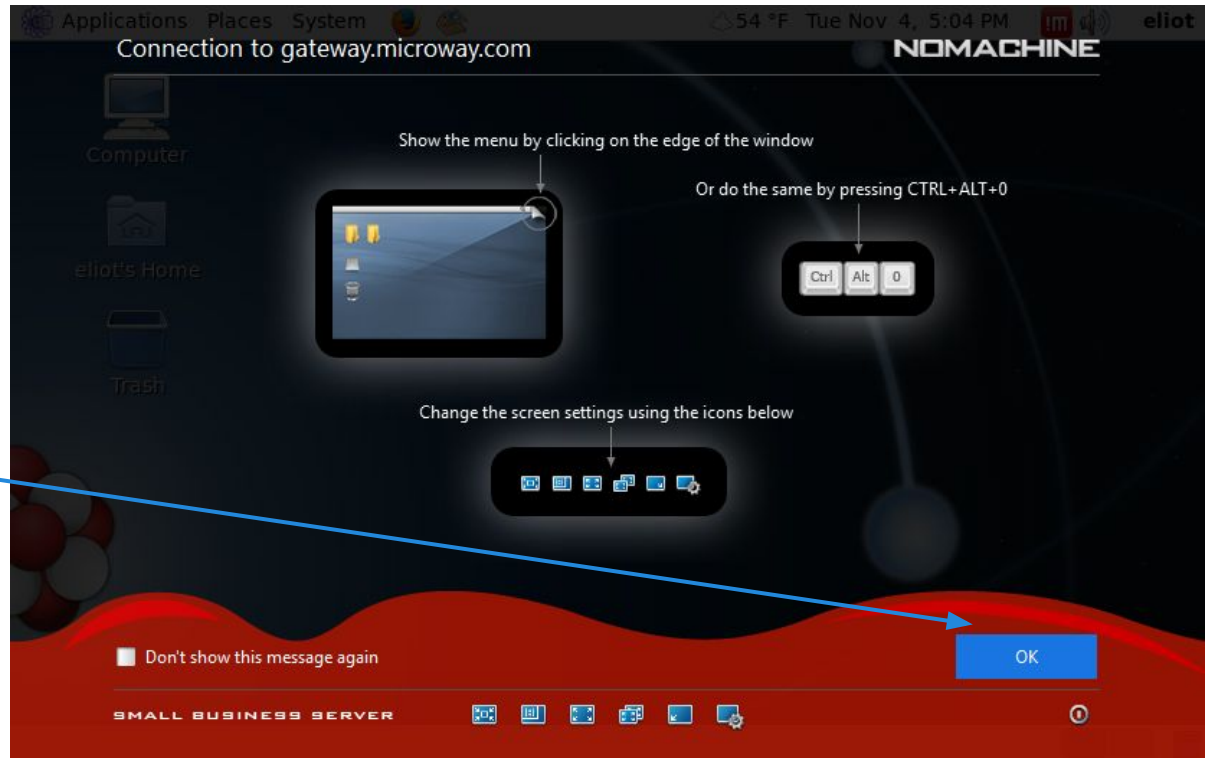 Applications Places System 54 °F Tue Nov 4, 5:04 PM im eliot
Connection to gateway.microway.com NOMACHINE
Computer
Show the menu by clicking on the edge of the window
Or do the same by pressing CTRL+ALT+0
Ctrl Alt 0
eliot's Home
Trash
Change the screen settings using the icons below
Don't show this message again OK
SMALL BUSINESS SERVER